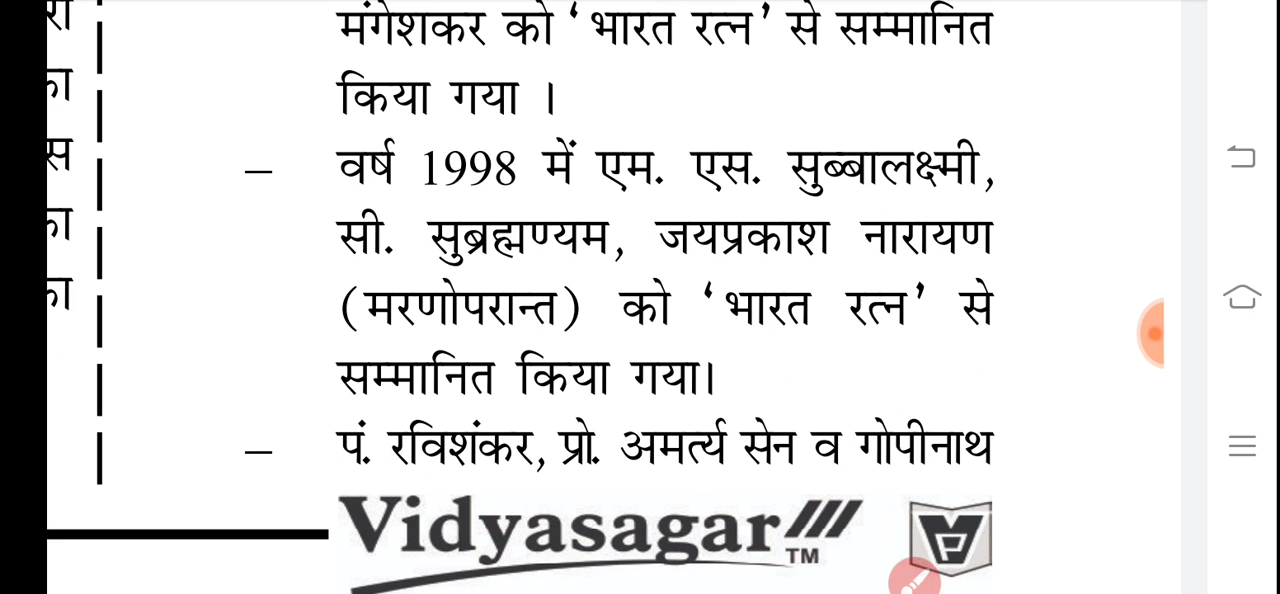 मंगेशकर को ‘भारत रत्न’ से सम्मानित
किया गया ।
– वर्ष 1998 में एम. एस. सुब्बालक्ष्मी,
सी. सुब्रह्मण्यम, जयप्रकाश नारायण
(मरणोपरान्त) को ‘भारत रत्न’ से
सम्मानित किया गया।
– पं. रविशंकर, प्रो. अमर्त्य सेन व गोपीनाथ
Vidyasagar TM